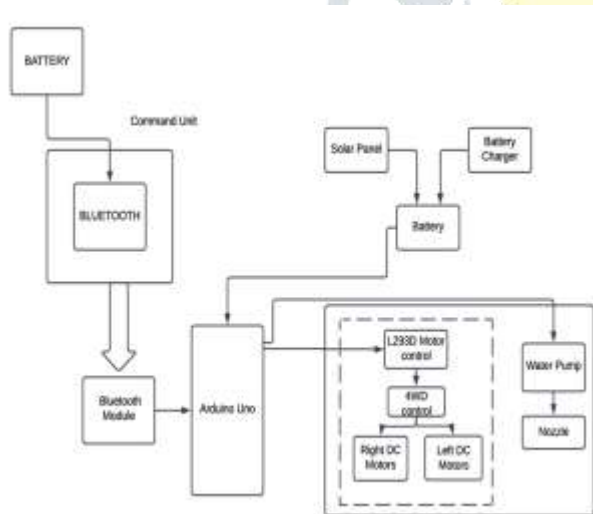 BATTERY
Command Unit
BLUETOOTH
Solar Panel
Battery
Charger
Battery
Bluetooth
Module
Arduino Uno
L293D Motor
control
4WD
control
Right DC
Motors
Left DC
Motors
Water Pump
Nozzle